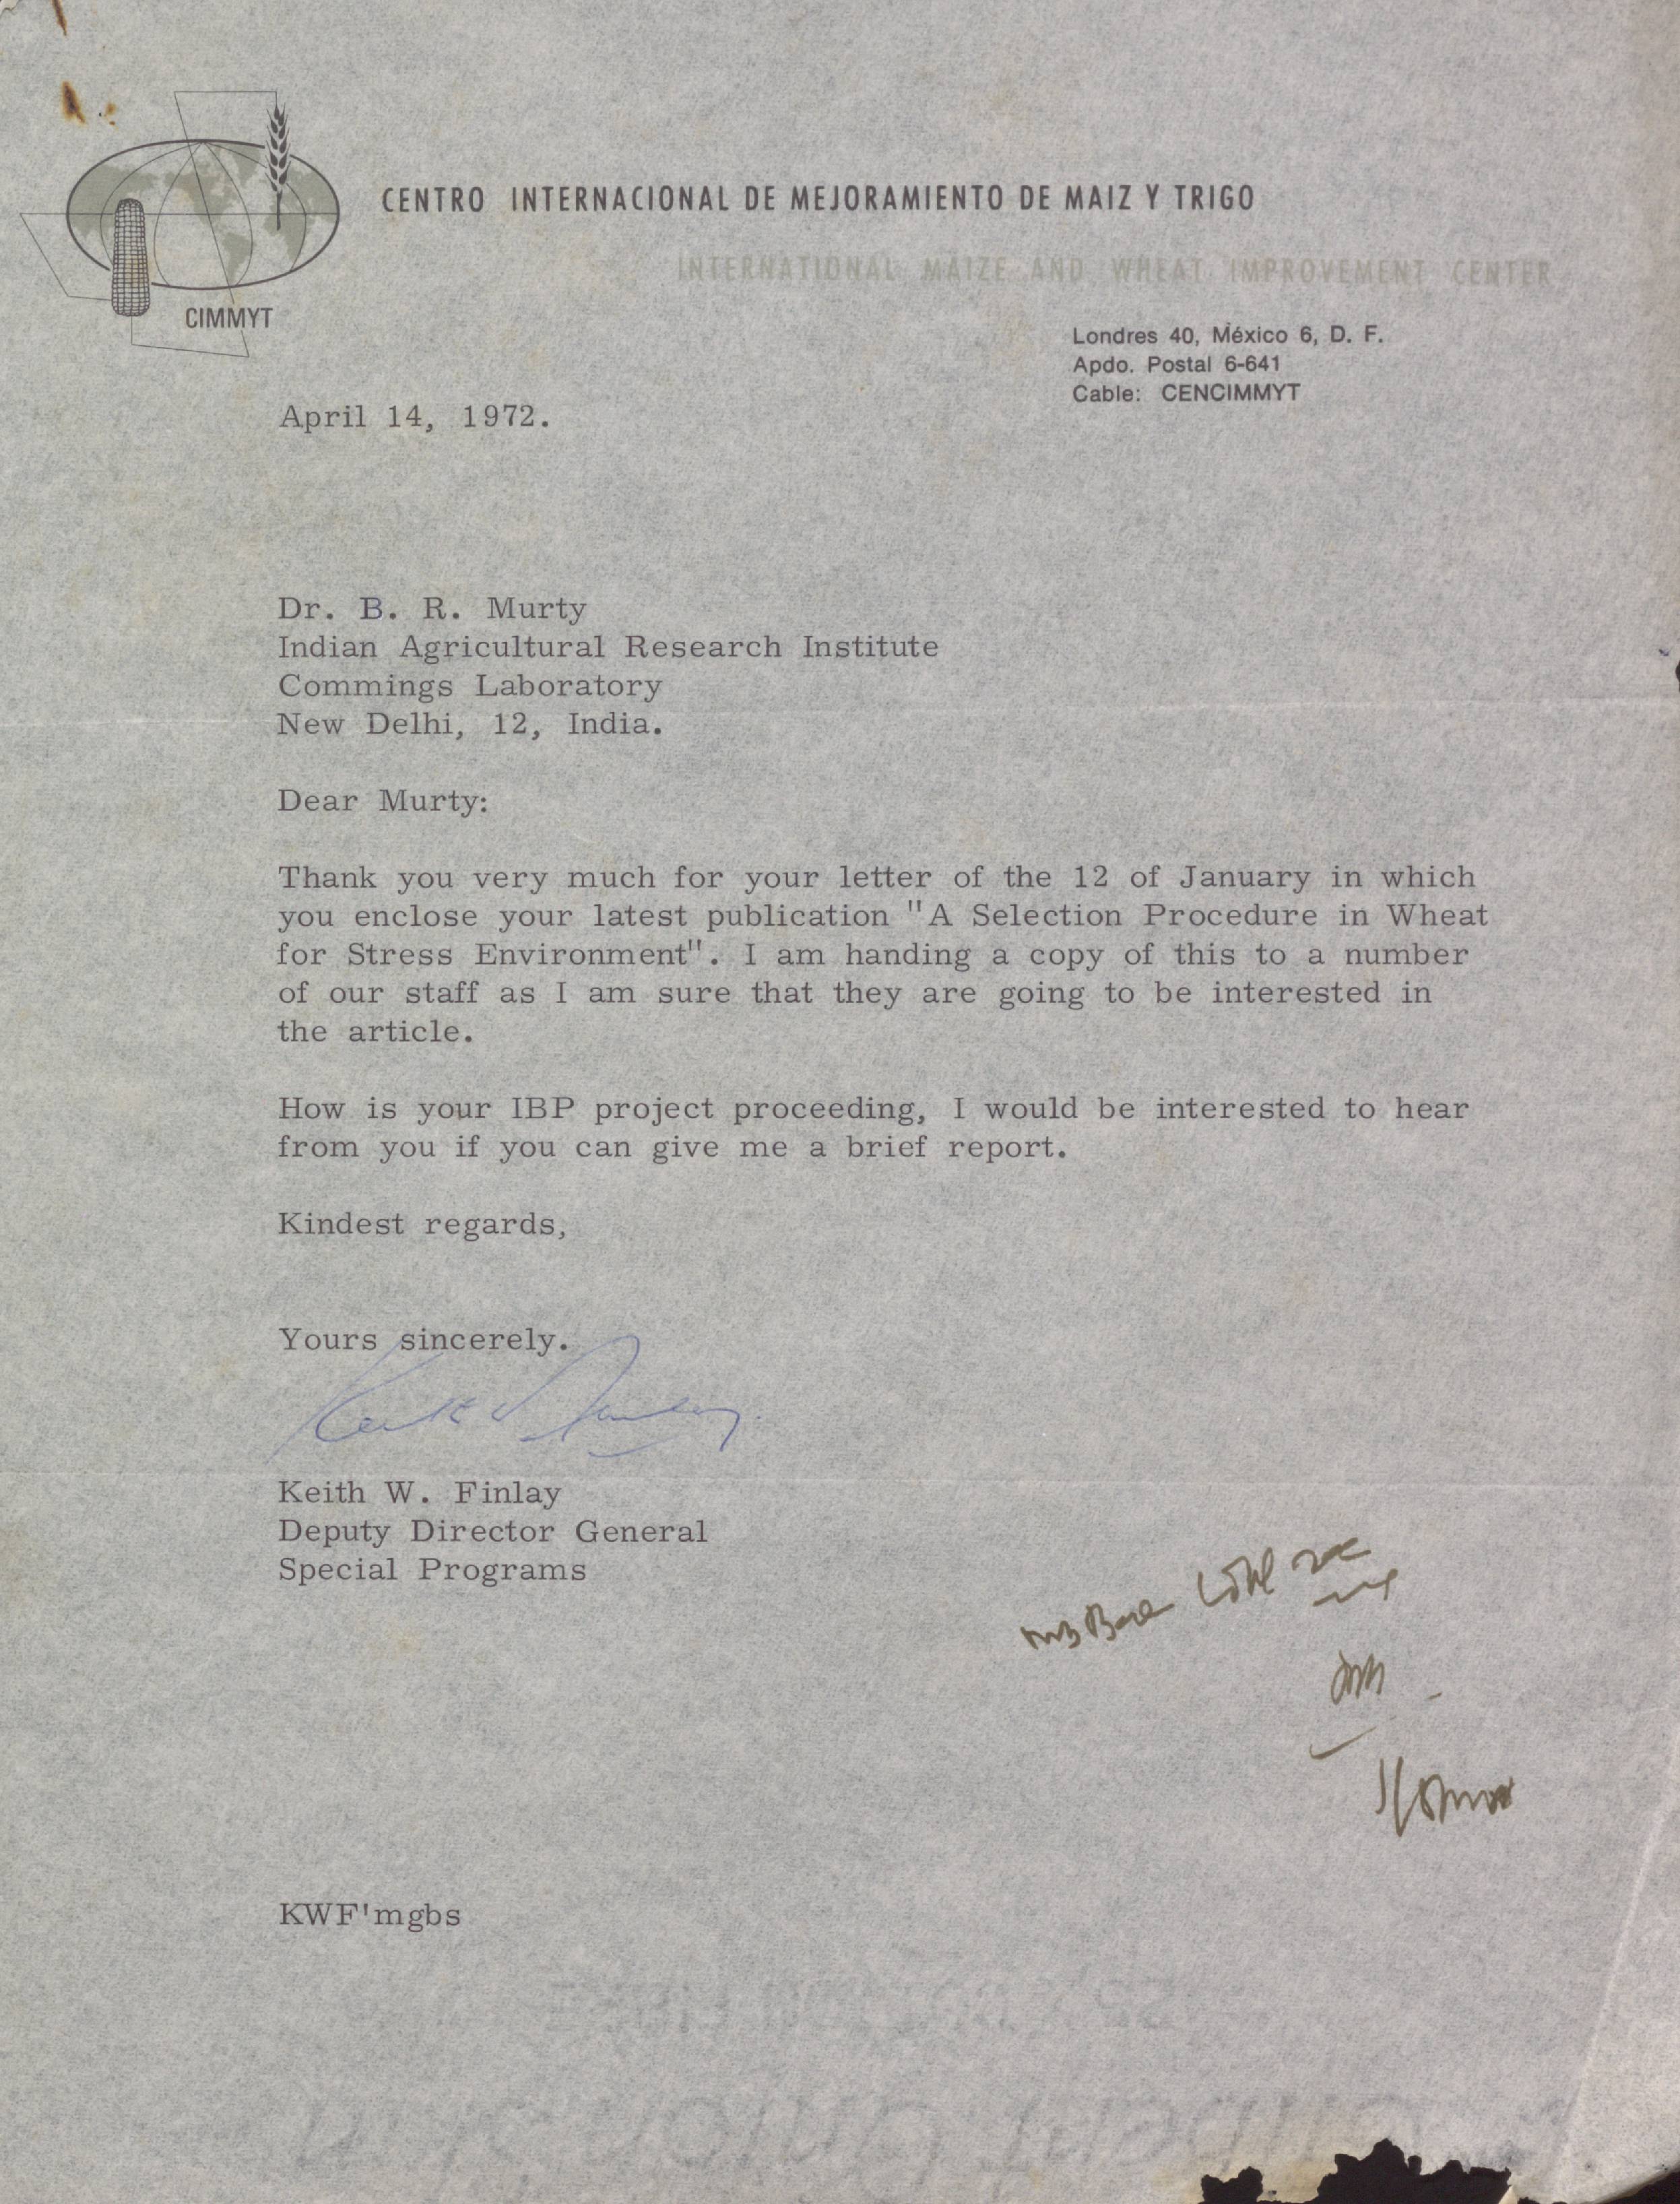 CENTRO INTERNACIONAL DE MEJORAMIENTO DE MAIZ Y TRIGO
INTERNATIONAL MAIZE AND WHEAT IMPROVEMENT CENTER
CIMMYT
Londres 40, México 6, D. F.
Apdo. Postal 6-641
Cable: CENCIMMYT
April 14, 1972.
Dr. B. R. Murty
Indian Agricultural Research Institute
Commings Laboratory
New Delhi, 12, India.
Dear Murty:
Thank you very much for your letter of the 12 of January in which
you enclose your latest publication "A Selection Procedure in Wheat
for Stress Environment". I am handing a copy of this to a number
of our staff as I am sure that they are going to be interested in
the article.
How is your IBP project proceeding, I would be interested to hear
from you if you can give me a brief report.
Kindest regards,
Yours sincerely.
Keith W. Finlay
Deputy Director General
Special Programs
KWF'mgbs